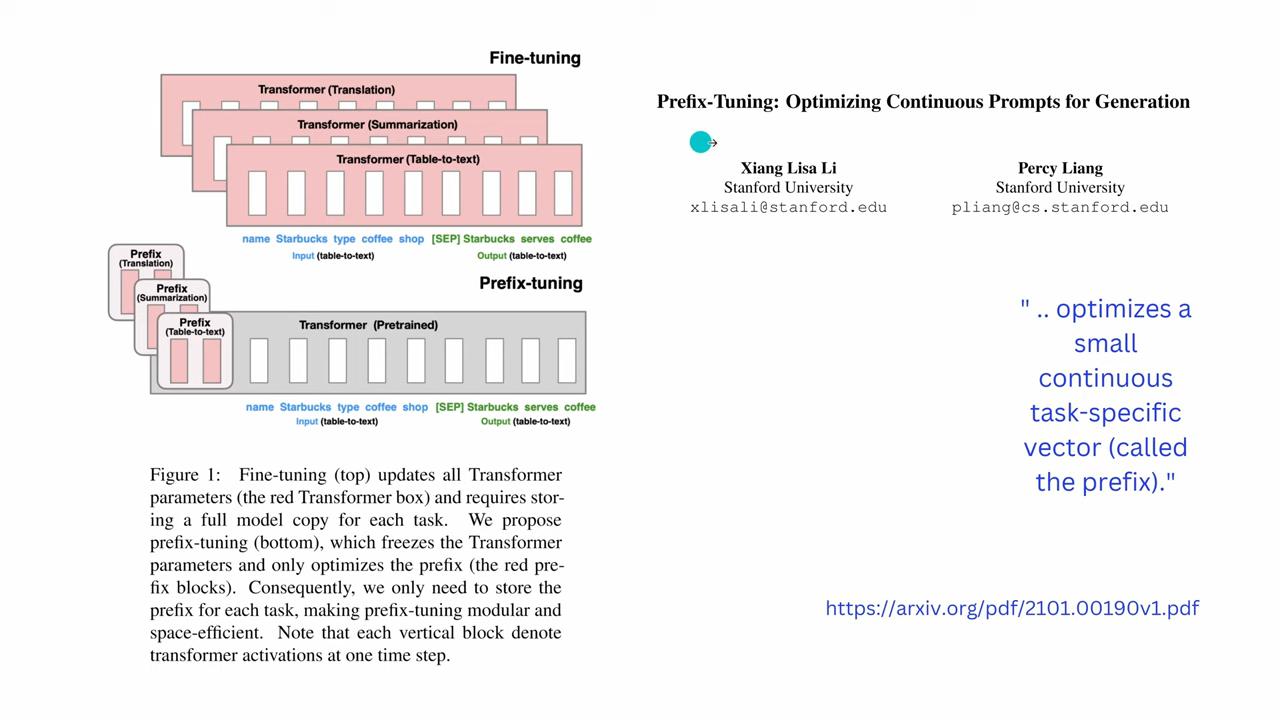 Fine-tuning
Transformer (Translation)
Transformer (Summarization)
Transformer (Table-to-text)
name Starbucks type coffee shop [SEP] Starbucks serves coffee
Input (table-to-text)
Output (table-to-text)
Prefix-tuning
Prefix
(Translation)
Prefix
(Summarization)
Prefix
(Table-to-text)
Transformer (Pretrained)
name Starbucks type coffee shop [SEP] Starbucks serves coffee
Input (table-to-text)
Output (table-to-text)
Figure 1: Fine-tuning (top) updates all Transformer
parameters (the red Transformer box) and requires stor-
ing a full model copy for each task. We propose
prefix-tuning (bottom), which freezes the Transformer
parameters and only optimizes the prefix (the red pre-
fix blocks). Consequently, we only need to store the
prefix for each task, making prefix-tuning modular and
space-efficient. Note that each vertical block denote
transformer activations at one time step.
Prefix-Tuning: Optimizing Continuous Prompts for Generation
Xiang Lisa Li
Stanford University
xlisali@stanford.edu
Percy Liang
Stanford University
pliang@cs.stanford.edu
" .. optimizes a
small
continuous
task-specific
vector (called
the prefix)."
https://arxiv.org/pdf/2101.00190v1.pdf